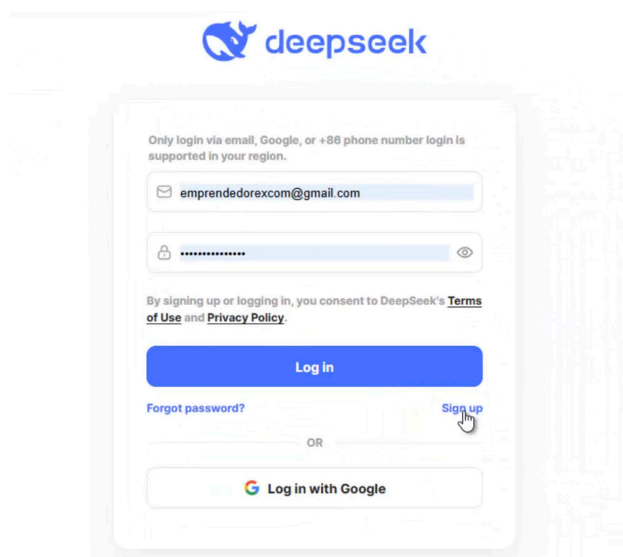 deepseek
Only login via email, Google, or +86 phone number login is
supported in your region.
emprendedorexcom@gmail.com
•••••••••••••••
By signing up or logging in, you consent to DeepSeek's Terms
of Use and Privacy Policy.
Log in
Forgot password? Sign up
OR
Log in with Google